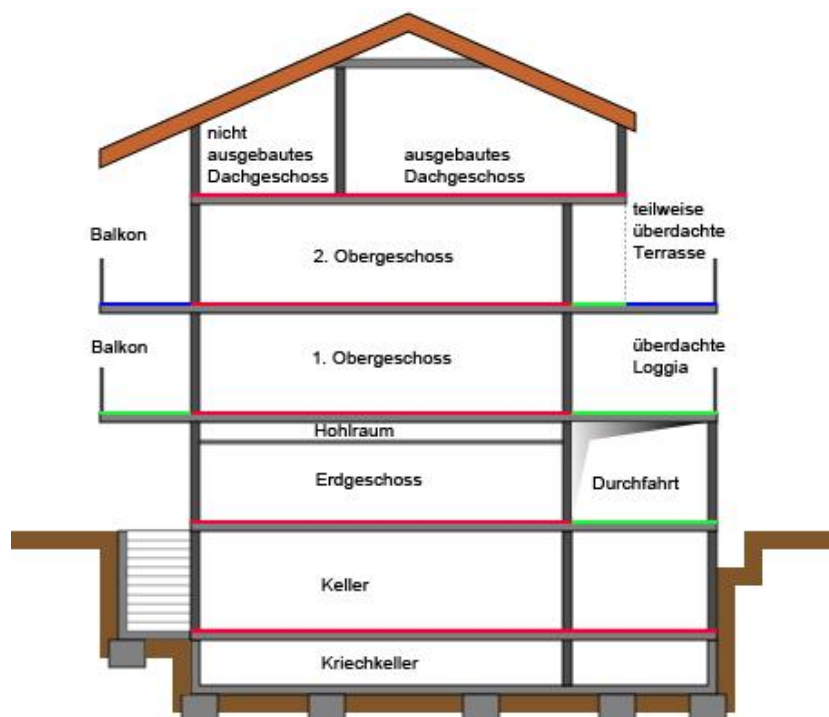 nicht
ausgebautes
Dachgeschoss
ausgebautes
Dachgeschoss
Balkon
2. Obergeschoss
teilweise
überdachte
Terrasse
Balkon
1. Obergeschoss
überdachte
Loggia
Hohlraum
Erdgeschoss
Durchfahrt
Keller
Kriechkeller